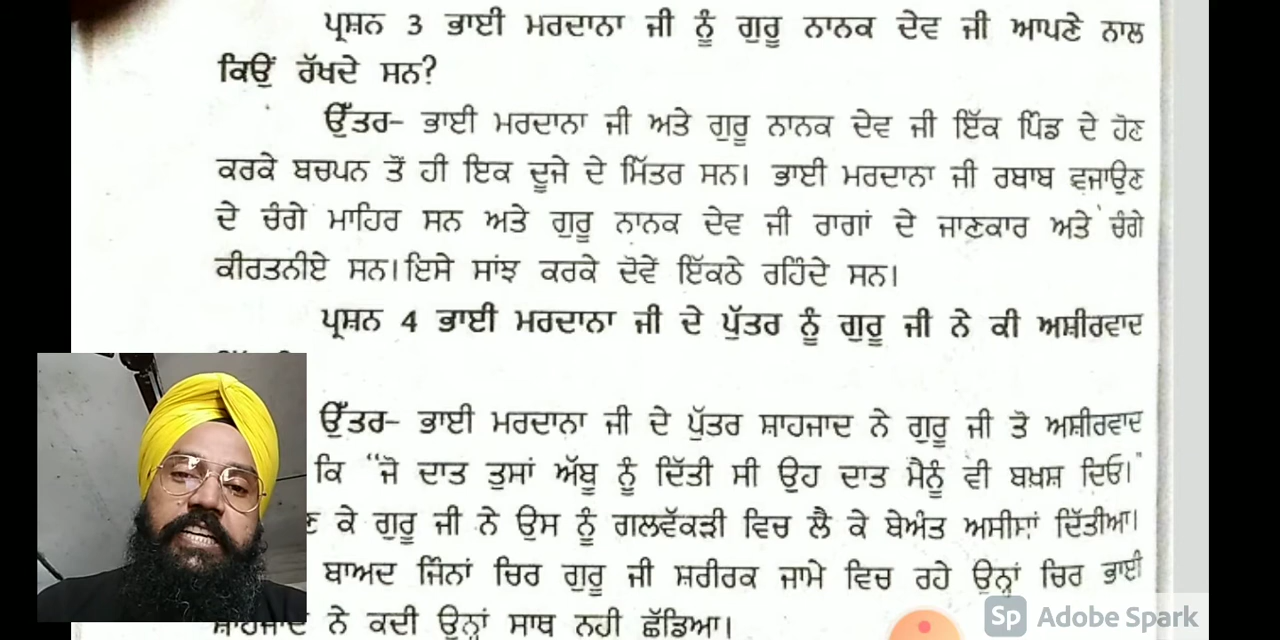 ਪ੍ਰਸ਼ਨ 3 ਭਾਈ ਮਰਦਾਨਾ ਜੀ ਨੂੰ ਗੁਰੂ ਨਾਨਕ ਦੇਵ ਜੀ ਆਪਣੇ ਨਾਲ
ਕਿਉਂ ਰੱਖਦੇ ਸਨ?
ਉੱਤਰ- ਭਾਈ ਮਰਦਾਨਾ ਜੀ ਅਤੇ ਗੁਰੂ ਨਾਨਕ ਦੇਵ ਜੀ ਇੱਕ ਪਿੰਡ ਦੇ ਹੋਣ
ਕਰਕੇ ਬਚਪਨ ਤੋਂ ਹੀ ਇਕ ਦੂਜੇ ਦੇ ਮਿੱਤਰ ਸਨ। ਭਾਈ ਮਰਦਾਨਾ ਜੀ ਰਬਾਬ ਵਜਾਉਣ
ਦੇ ਚੰਗੇ ਮਾਹਿਰ ਸਨ ਅਤੇ ਗੁਰੂ ਨਾਨਕ ਦੇਵ ਜੀ ਰਾਗਾਂ ਦੇ ਜਾਣਕਾਰ ਅਤੇ ਚੰਗੇ
ਕੀਰਤਨੀਏ ਸਨ। ਇਸੇ ਸਾਂਝ ਕਰਕੇ ਦੋਵੇਂ ਇੱਕਠੇ ਰਹਿੰਦੇ ਸਨ।
ਪ੍ਰਸ਼ਨ 4 ਭਾਈ ਮਰਦਾਨਾ ਜੀ ਦੇ ਪੁੱਤਰ ਨੂੰ ਗੁਰੂ ਜੀ ਨੇ ਕੀ ਅਸ਼ੀਰਵਾਦ
ਉੱਤਰ- ਭਾਈ ਮਰਦਾਨਾ ਜੀ ਦੇ ਪੁੱਤਰ ਸ਼ਾਹਜਾਦ ਨੇ ਗੁਰੂ ਜੀ ਤੋ ਅਸ਼ੀਰਵਾਦ
ਕਿ "ਜੋ ਦਾਤ ਤੁਸਾਂ ਅੱਬੂ ਨੂੰ ਦਿੱਤੀ ਸੀ ਉਹ ਦਾਤ ਮੈਨੂੰ ਵੀ ਬਖ਼ਸ਼ ਦਿਓ।"
ਕੇ ਗੁਰੂ ਜੀ ਨੇ ਉਸ ਨੂੰ ਗਲਵੱਕੜੀ ਵਿਚ ਲੈ ਕੇ ਬੇਅੰਤ ਅਸੀਸਾਂ ਦਿੱਤੀਆ।
ਬਾਅਦ ਜਿੰਨਾਂ ਚਿਰ ਗੁਰੂ ਜੀ ਸ਼ਰੀਰਕ ਜਾਮੇ ਵਿਚ ਰਹੇ ਉਨ੍ਹਾਂ ਚਿਰ ਭਾਈ
ਨੇ ਕਦੀ ਉਨ੍ਹਾਂ ਸਾਥ ਨਹੀ ਛੱਡਿਆ।
Sp Adobe Spark